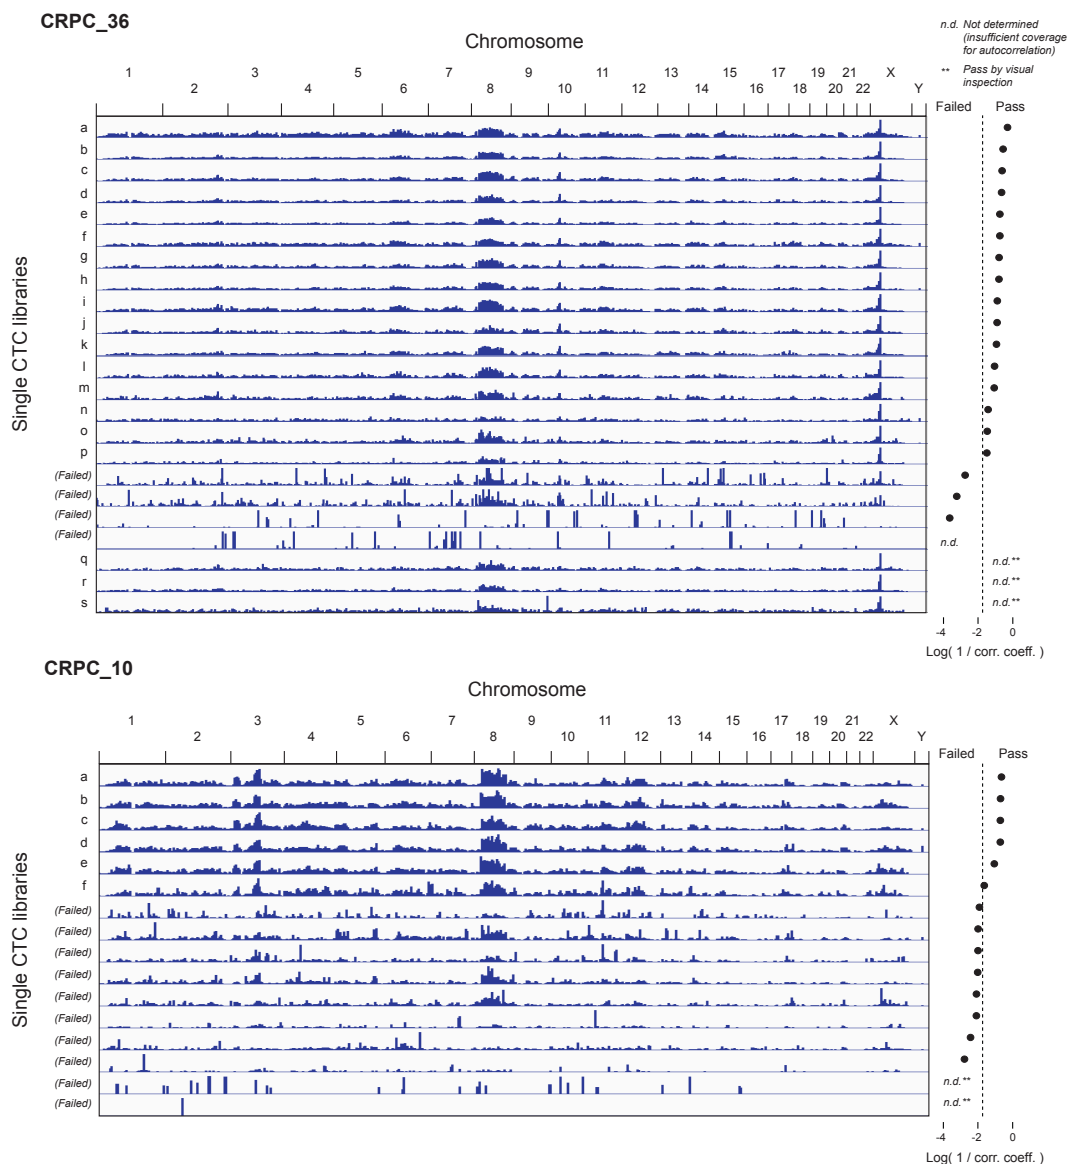 CRPC_36
n.d. Not determined
(insufficient coverage
for autocorrelation)
Chromosome
** Pass by visual
inspection
1 3 5 7 9 11 13 15 17 19 21 X
2 4 6 8 10 12 14 16 18 20 22 Y
Failed Pass
Single CTC libraries
a
b
c
d
e
f
g
h
i
j
k
l
m
n
o
p
(Failed)
(Failed)
(Failed)
(Failed) n.d.
q n.d.**
r n.d.**
s n.d.**
-4 -2 0
Log( 1 / corr. coeff. )
CRPC_10
Chromosome
1 3 5 7 9 11 13 15 17 19 21 X
2 4 6 8 10 12 14 16 18 20 22 Y
Failed Pass
Single CTC libraries
a
b
c
d
e
f
(Failed)
(Failed)
(Failed)
(Failed)
(Failed)
(Failed)
(Failed)
(Failed)
(Failed) n.d.**
(Failed) n.d.**
-4 -2 0
Log( 1 / corr. coeff. )